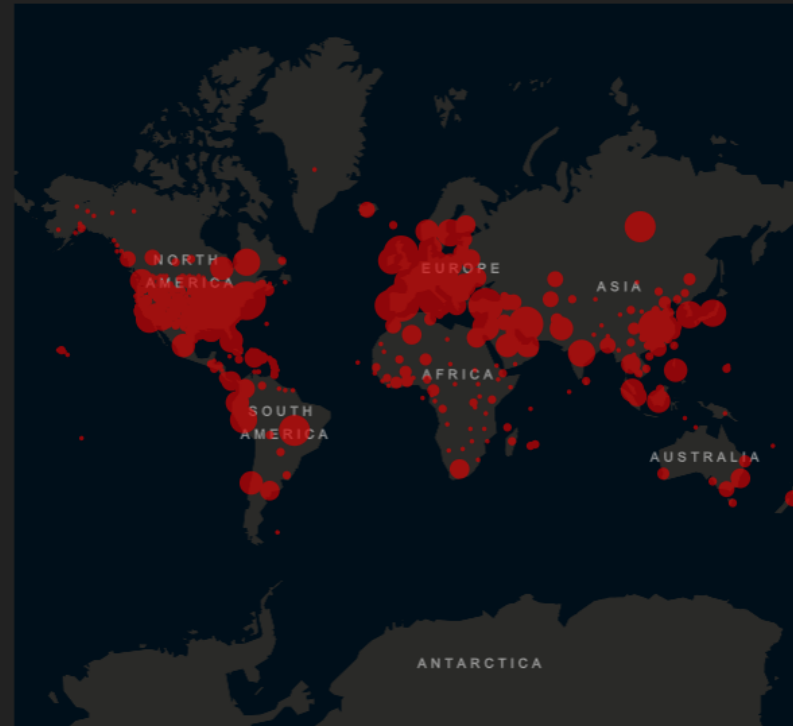 NORTH
AMERICA
EUROPE
ASIA
AFRICA
SOUTH
AMERICA
AUSTRALIA
ANTARCTICA